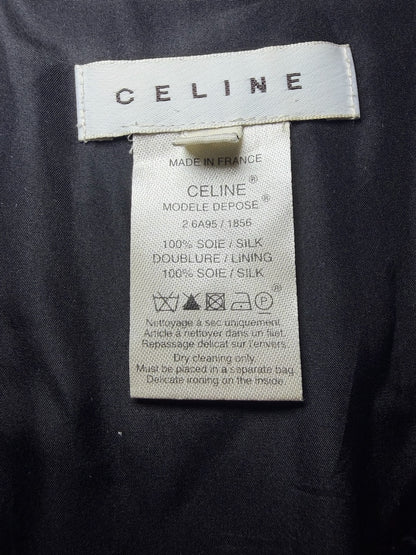 CELINE
MADE IN FRANCE
CELINE®
MODELE DEPOSE®
2 6A95 / 1856
100% SOIE / SILK
DOUBLURE / LINING
100% SOIE / SILK
P ®
Nettoyage à sec uniquement.
Article à nettoyer dans un filet.
Repassage délicat sur l'envers.
Dry cleaning only.
Must be placed in a separate bag.
Delicate ironing on the inside.